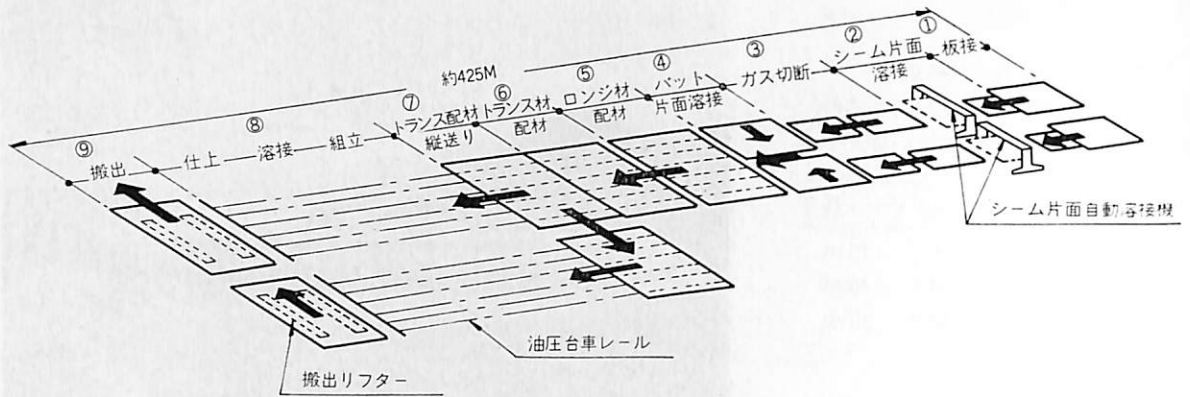 ①
板接
②
シーム片面
溶接
③
ガス切断
④
バット
片面溶接
⑤
ロンジ材
配材
⑥
トランス材
配材
⑦
トランス配材
縦送り
約425M
⑧
仕上 溶接 組立
⑨
搬出
シーム片面自動溶接機
油圧台車レール
搬出リフター